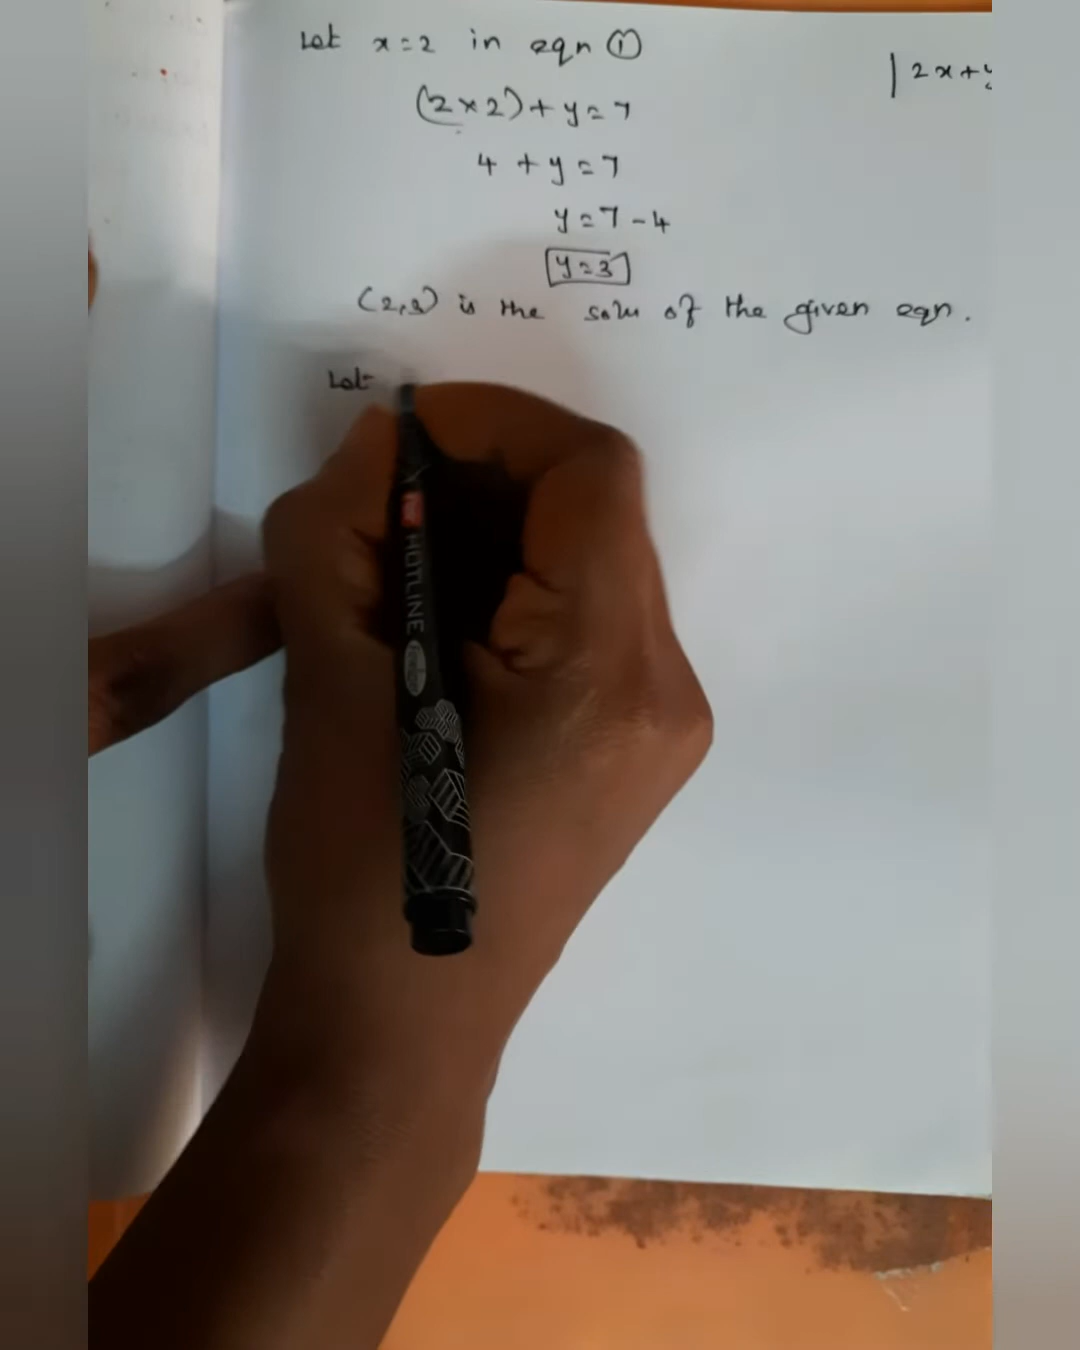 Let x=2 in eqn ①
| 2x+y
(2×2)+y=7
4 +y=7
y=7-4
y=3
(2,3) is the soln of the given eqn.
Let
HOTLINE